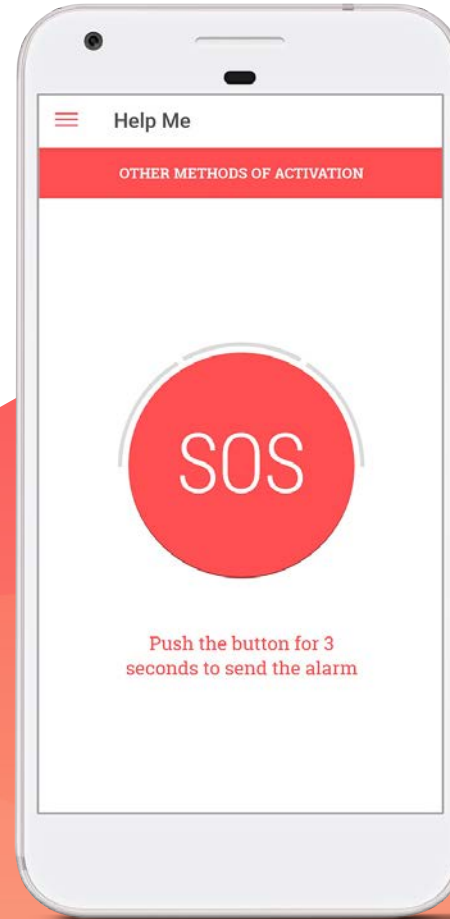 Help Me
OTHER METHODS OF ACTIVATION
SOS
Push the button for 3
seconds to send the alarm